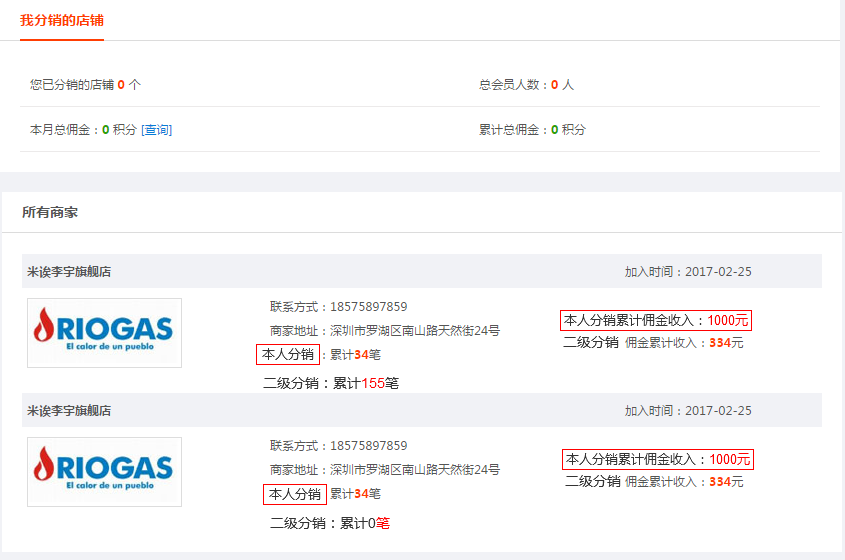 我分销的店铺
您已分销的店铺 0 个
总会员人数：0 人
本月总佣金：0 积分 [查询]
累计总佣金：0 积分
所有商家
米诶李宇旗舰店
加入时间：2017-02-25
RIOGAS
El calor de un pueblo
联系方式：18575897859
商家地址：深圳市罗湖区南山路天然街24号
本人分销：累计34笔
二级分销：累计155笔
本人分销累计佣金收入：1000元
二级分销 佣金累计收入：334元
米诶李宇旗舰店
加入时间：2017-02-25
RIOGAS
El calor de un pueblo
联系方式：18575897859
商家地址：深圳市罗湖区南山路天然街24号
本人分销 累计34笔
二级分销：累计0笔
本人分销累计佣金收入：1000元
二级分销 佣金累计收入：334元